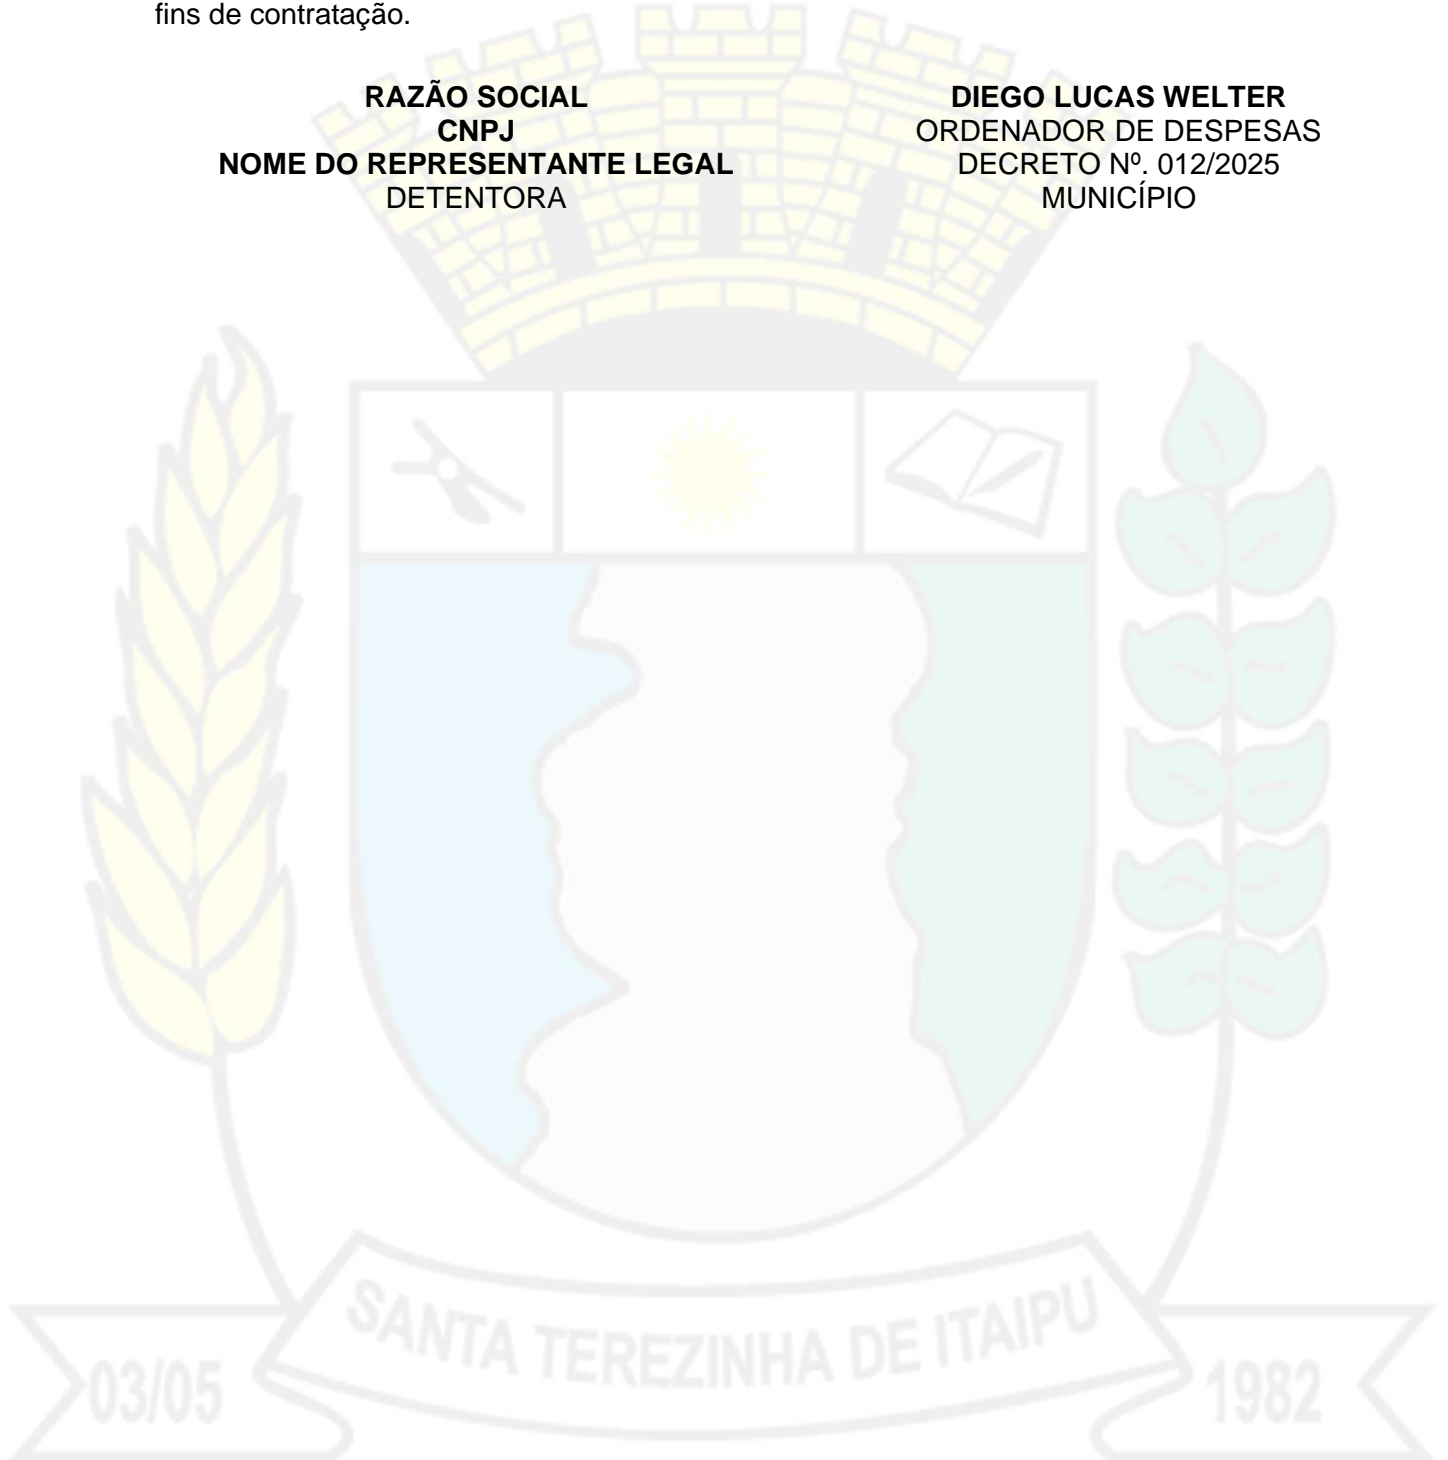 fins de contratação.
RAZÃO SOCIAL
CNPJ
NOME DO REPRESENTANTE LEGAL
DETENTORA
DIEGO LUCAS WELTER
ORDENADOR DE DESPESAS
DECRETO Nº. 012/2025
MUNICÍPIO
SANTA TEREZINHA DE ITAIPU
03/05
1982